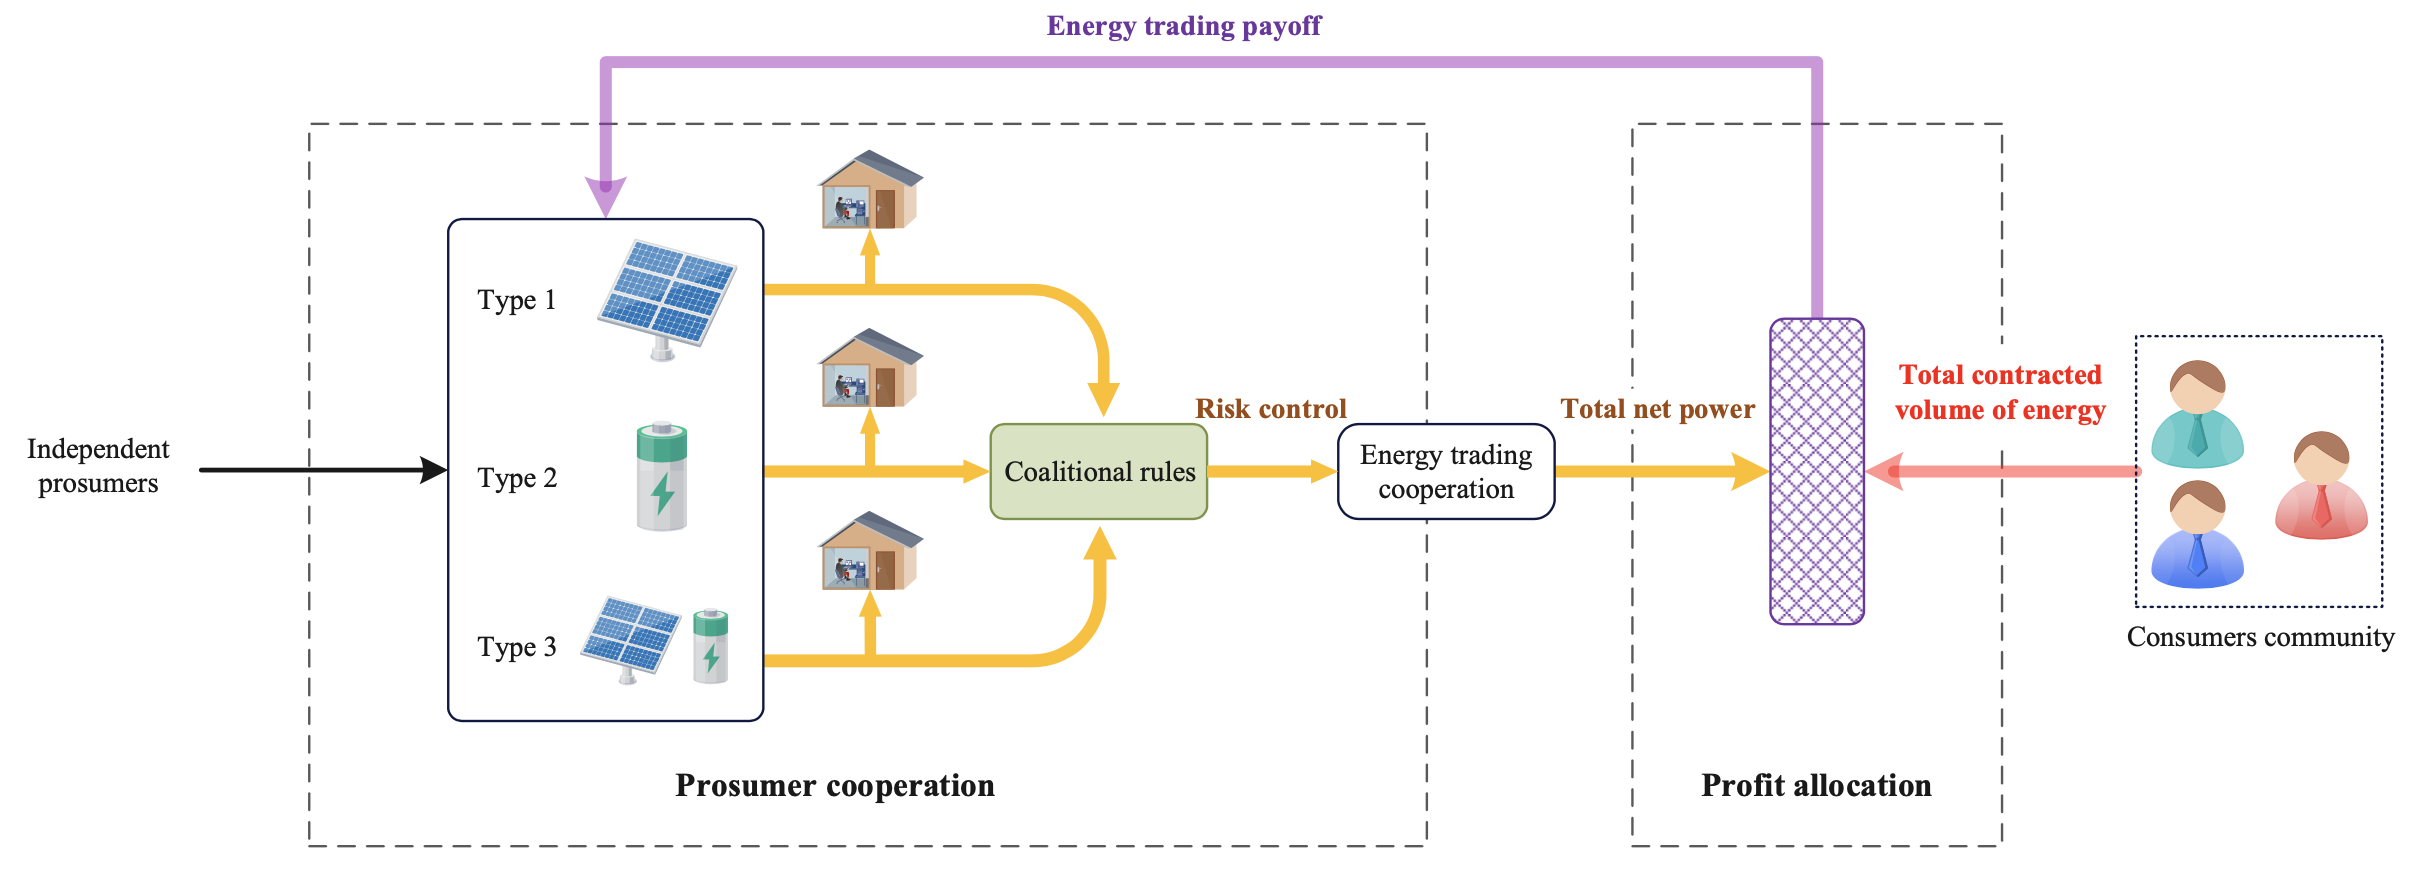 Energy trading payoff
Independent
prosumers
Type 1
Type 2
Type 3
Coalitional rules
Risk control
Energy trading
cooperation
Total net power
Total contracted
volume of energy
Consumers community
Prosumer cooperation
Profit allocation